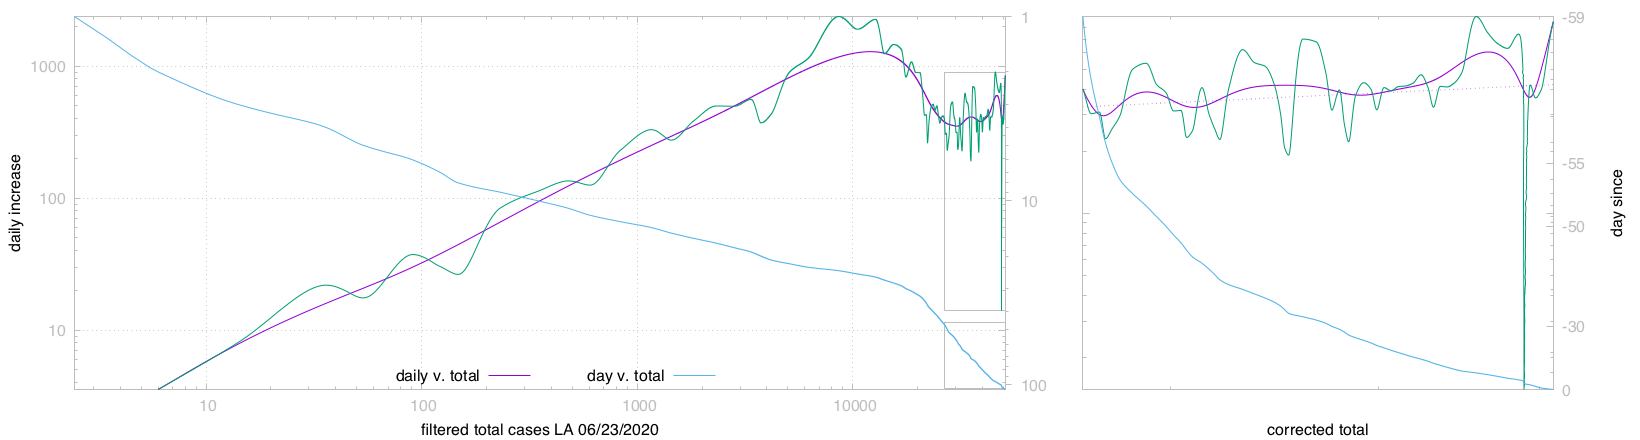 1000
100
10
daily increase
10
100
1000
10000
filtered total cases LA 06/23/2020
daily v. total
day v. total
1
10
100
-59
-55
-50
-30
0
day since
corrected total